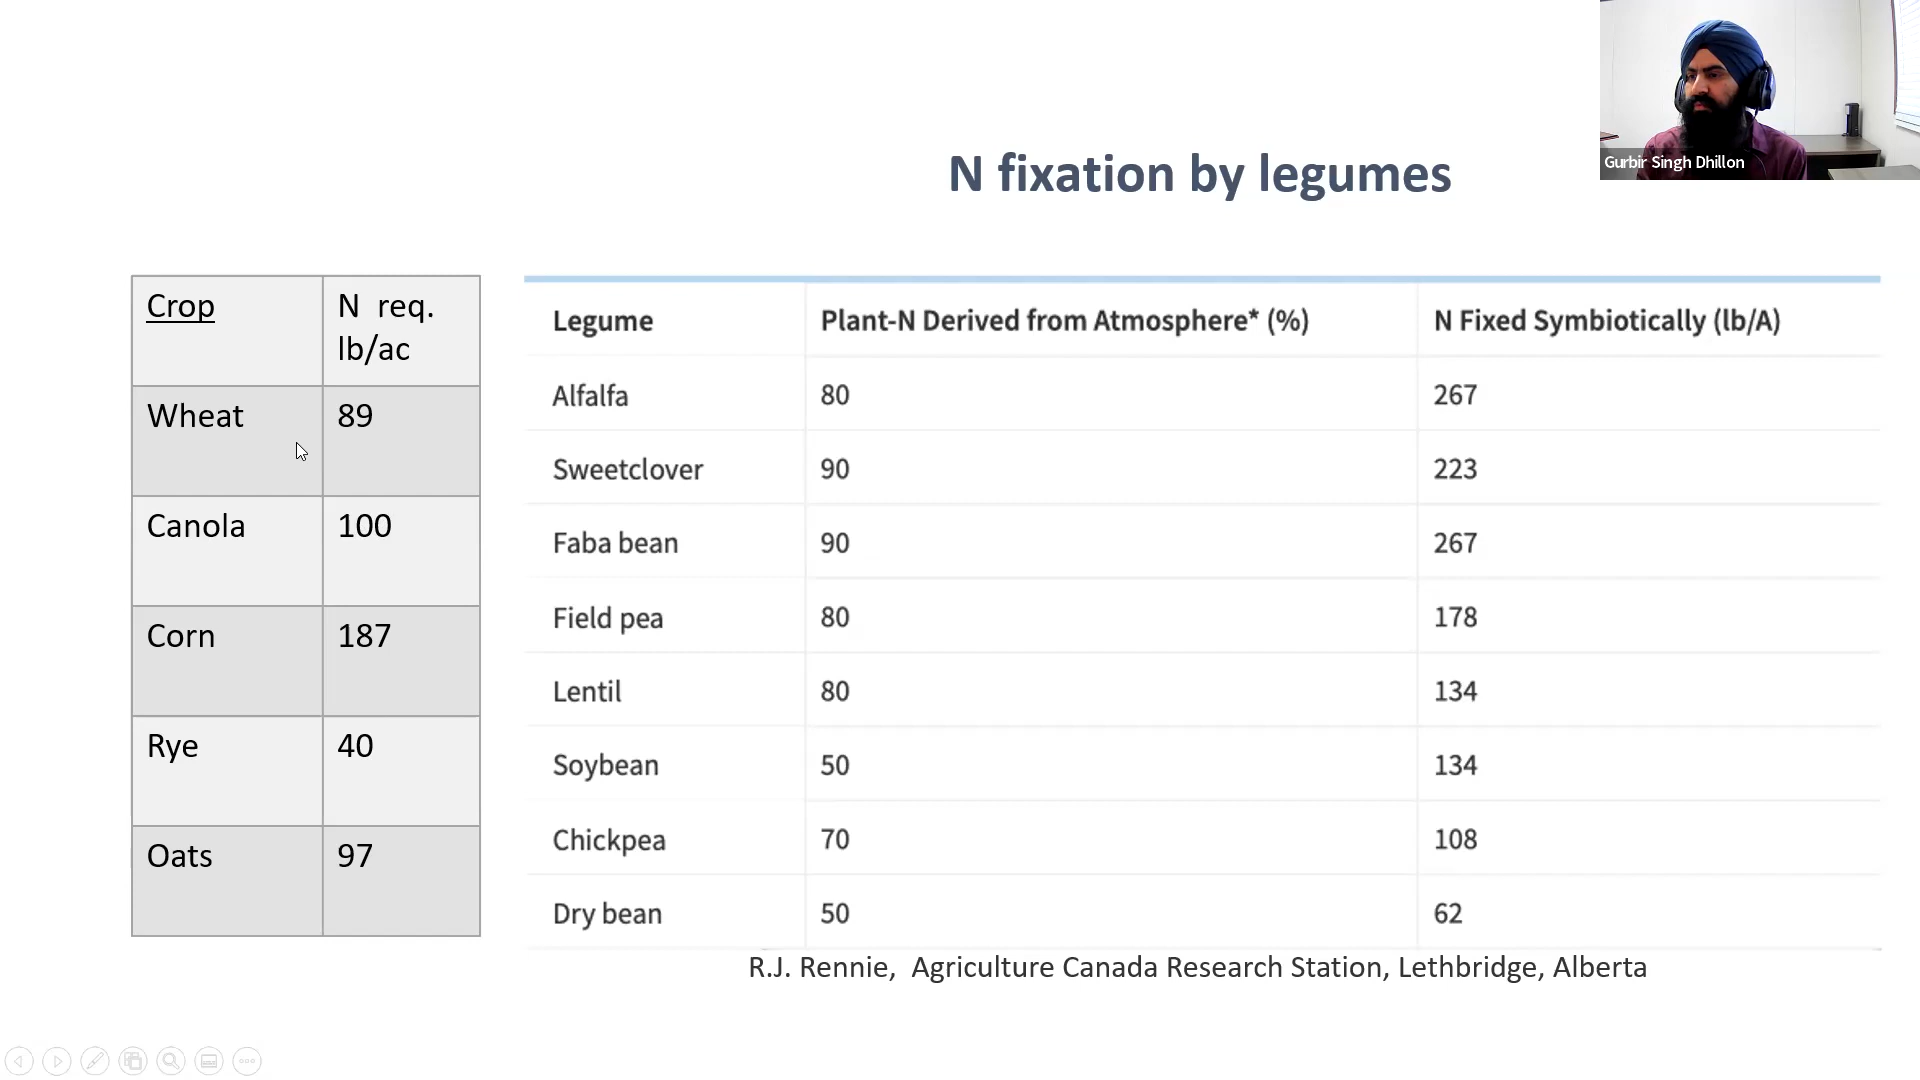 Gurbir Singh Dhillon
N fixation by legumes
Crop N req. lb/ac
Wheat 89
Canola 100
Corn 187
Rye 40
Oats 97
Legume Plant-N Derived from Atmosphere* (%) N Fixed Symbiotically (lb/A)
Alfalfa 80 267
Sweetclover 90 223
Faba bean 90 267
Field pea 80 178
Lentil 80 134
Soybean 50 134
Chickpea 70 108
Dry bean 50 62
R.J. Rennie, Agriculture Canada Research Station, Lethbridge, Alberta